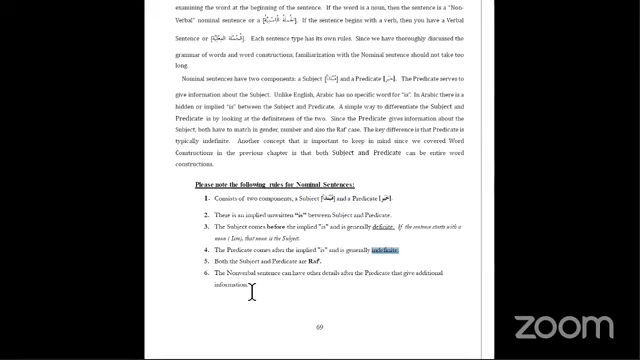 examining the word at the beginning of the sentence. If the word is a noun, then the sentence is a "Non-
Verbal" nominal sentence or a [اَلْجُمْلَةُ الْاِسْمِيَّةُ]. If the sentence begins with a verb, then you have a Verbal
Sentence or [اَلْجُمْلَةُ الفِعْلِيَّةُ]. Each sentence type has its own rules. Since we have thoroughly discussed the
grammar of words and word constructions, familiarization with the Nominal sentence should not take too
long.
Nominal sentences have two components: a Subject [مُبْتَدَأ] and a Predicate [خَبَر]. The Predicate serves to
give information about the Subject. Unlike English, Arabic has no specific word for "is". In Arabic there is a
hidden or implied "is" between the Subject and Predicate. A simple way to differentiate the Subject and
Predicate is by looking at the definiteness of the two. Since the Predicate gives information about the
Subject, both have to match in gender, number and also the Raf' case. The key difference is that Predicate is
typically indefinite. Another concept that is important to keep in mind since we covered Word
Constructions in the previous chapter is that both Subject and Predicate can be entire word
constructions.
Please note the following rules for Nominal Sentences:
1- Consists of two components, a Subject [مُبْتَدَأ] and a Predicate [خَبَر].
2. There is an implied unwritten "is" between Subject and Predicate.
3. The Subject comes before the implied "is" and is generally definite. If the sentence starts with a
noun (Ism), that noun is the Subject.
4. The Predicate comes after the implied "is" and is generally indefinite.
5. Both the Subject and Predicate are Raf'.
6. The Nonverbal sentence can have other details after the Predicate that give additional
information.
69
zoom